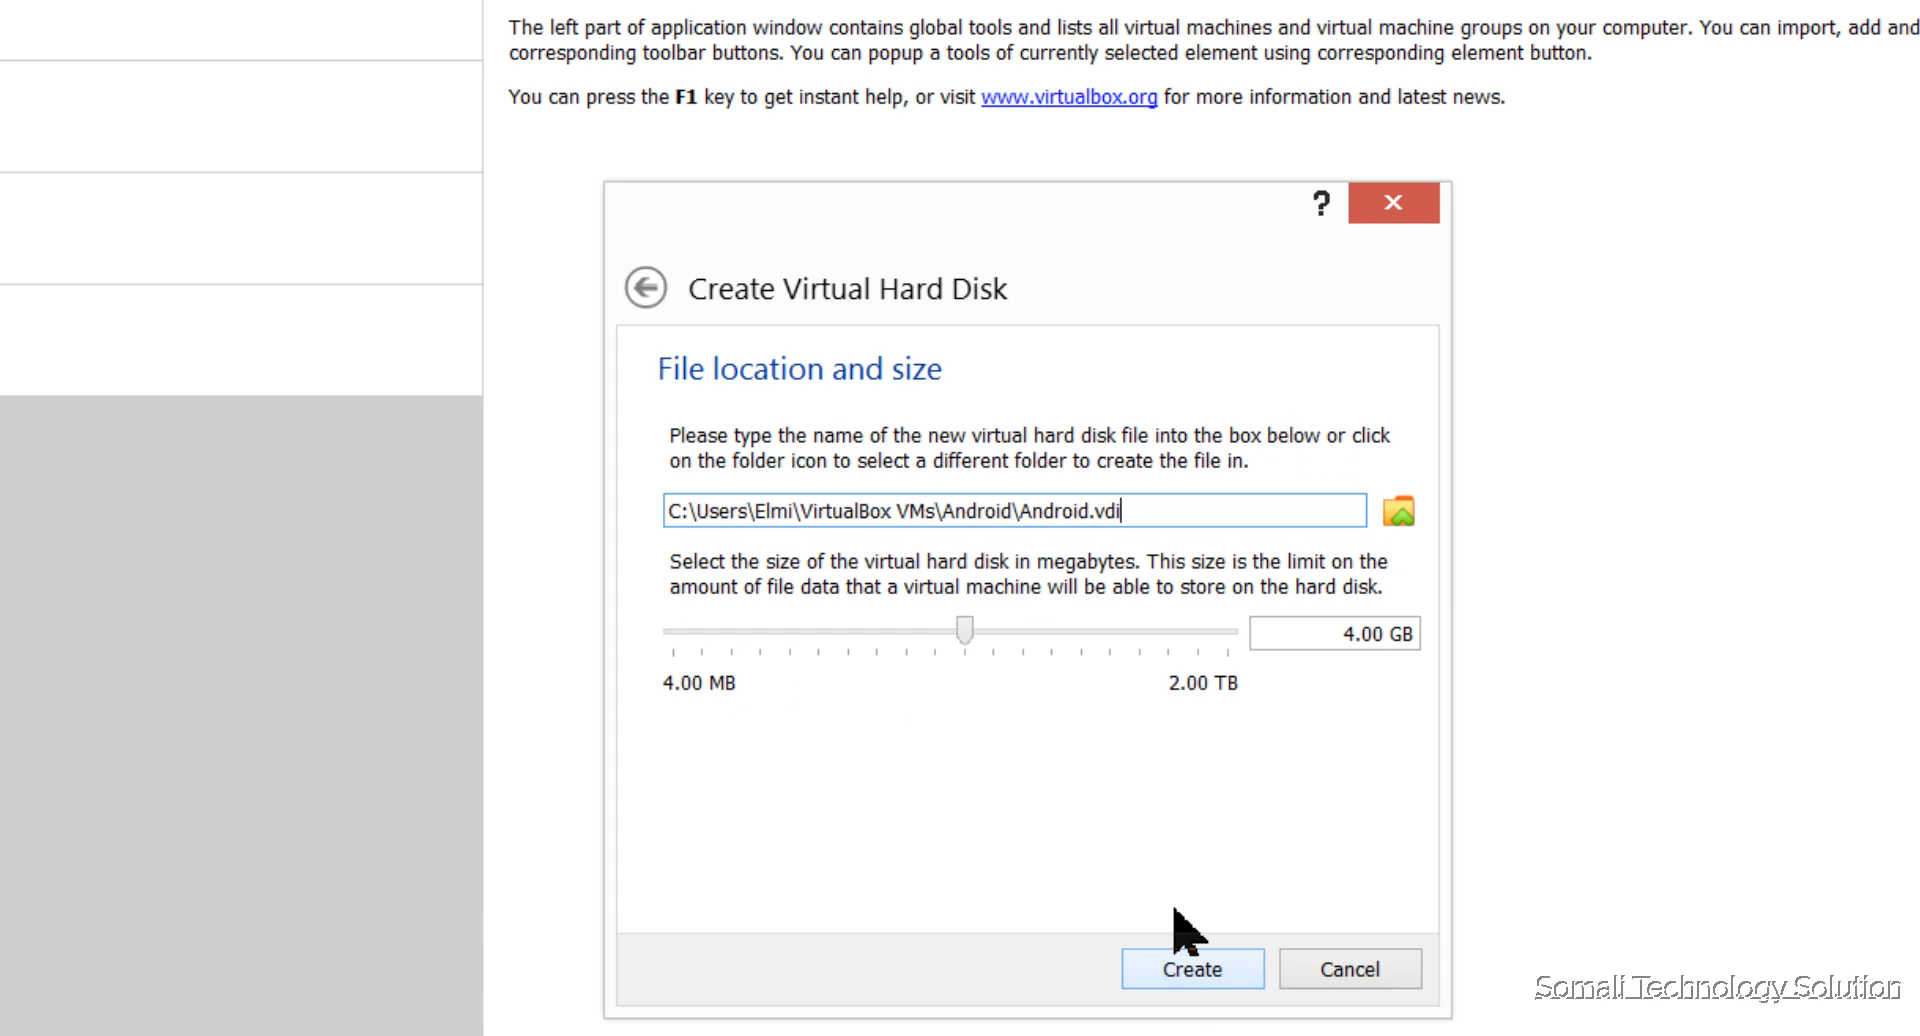 The left part of application window contains global tools and lists all virtual machines and virtual machine groups on your computer. You can import, add and
corresponding toolbar buttons. You can popup a tools of currently selected element using corresponding element button.
You can press the F1 key to get instant help, or visit www.virtualbox.org for more information and latest news.
?
Create Virtual Hard Disk
File location and size
Please type the name of the new virtual hard disk file into the box below or click
on the folder icon to select a different folder to create the file in.
C:\Users\Elmi\VirtualBox VMs\Android\Android.vdi
Select the size of the virtual hard disk in megabytes. This size is the limit on the
amount of file data that a virtual machine will be able to store on the hard disk.
4.00 GB
4.00 MB 2.00 TB
Create Cancel
Somali Technology Solution